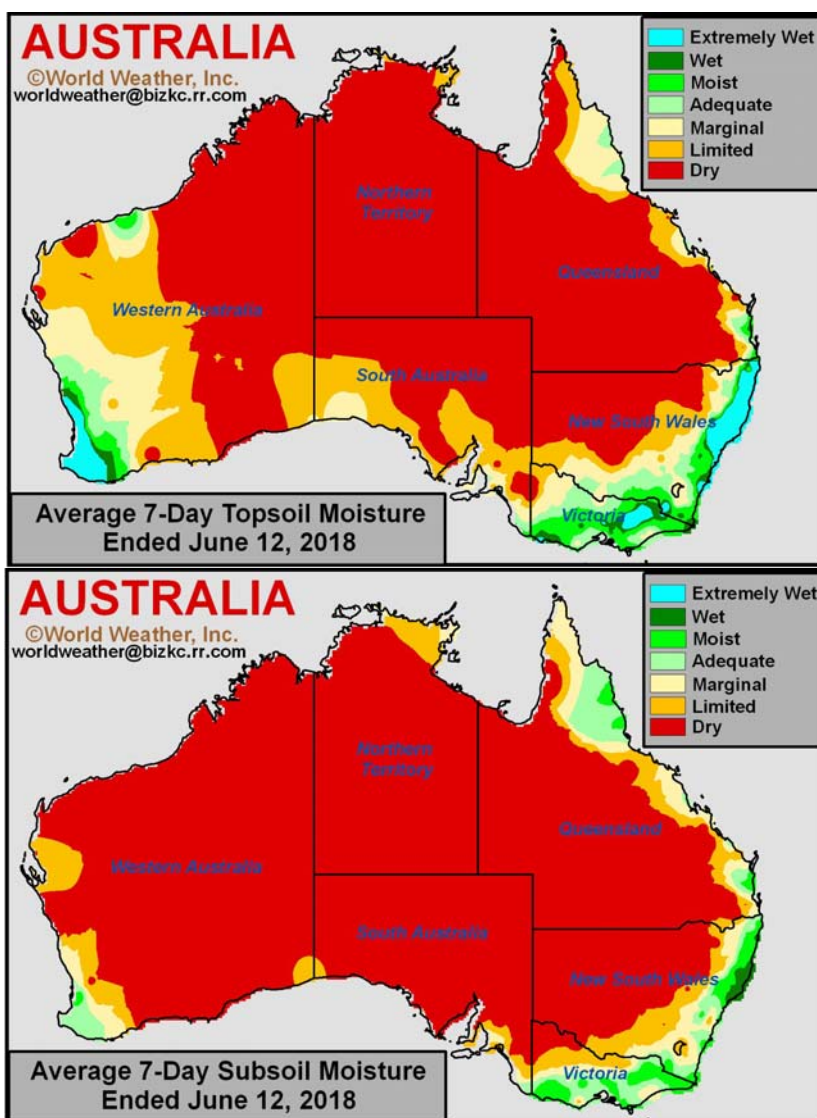 AUSTRALIA
©World Weather, Inc.
worldweather@bizkc.rr.com
Extremely Wet
Wet
Moist
Adequate
Marginal
Limited
Dry
Northern
Territory
Queensland
Western Australia
South Australia
New South Wales
Victoria
Average 7-Day Topsoil Moisture
Ended June 12, 2018
AUSTRALIA
©World Weather, Inc.
worldweather@bizkc.rr.com
Extremely Wet
Wet
Moist
Adequate
Marginal
Limited
Dry
Northern
Territory
Queensland
Western Australia
South Australia
New South Wales
Victoria
Average 7-Day Subsoil Moisture
Ended June 12, 2018